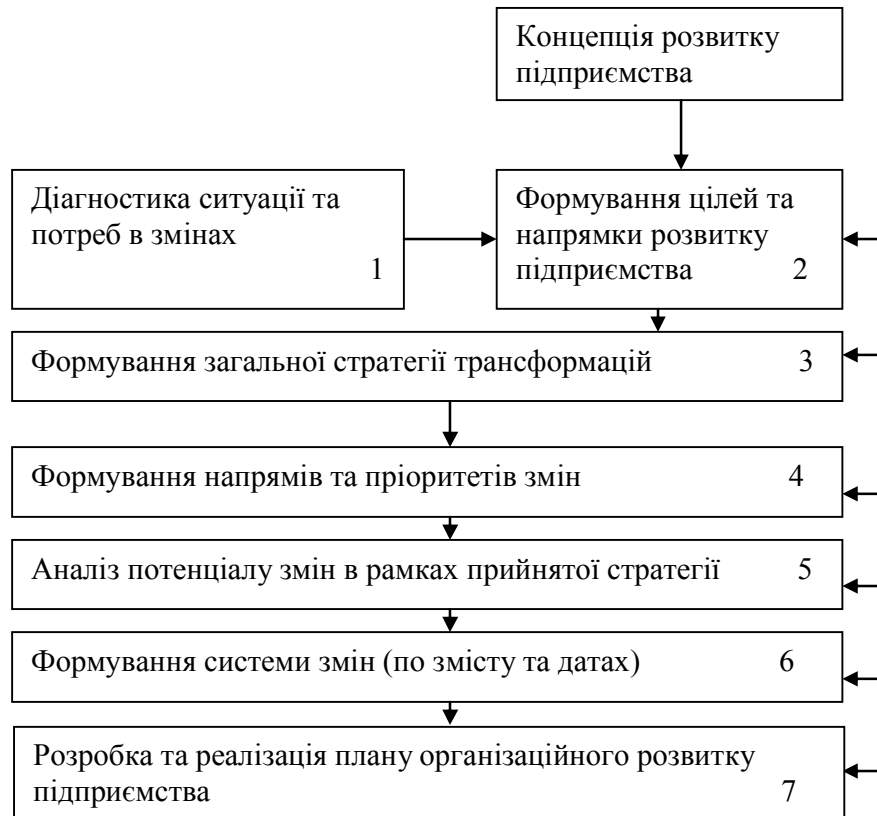 Концепція розвитку
підприємства
Діагностика ситуації та
потреб в змінах
1
Формування цілей та
напрямки розвитку
підприємства 2
Формування загальної стратегії трансформацій 3
Формування напрямів та пріоритетів змін 4
Аналіз потенціалу змін в рамках прийнятої стратегії 5
Формування системи змін (по змісту та датах) 6
Розробка та реалізація плану організаційного розвитку
підприємства 7